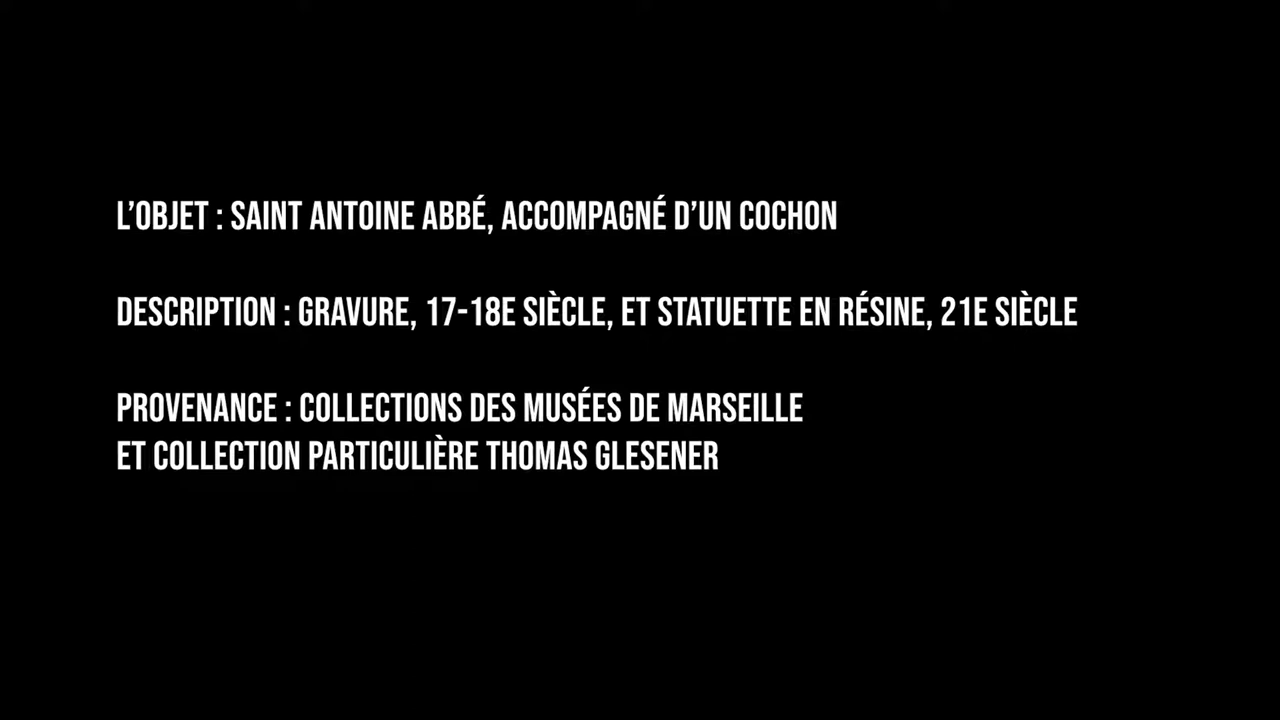 L’OBJET : SAINT ANTOINE ABBÉ, ACCOMPAGNÉ D’UN COCHON
DESCRIPTION : GRAVURE, 17-18E SIÈCLE, ET STATUETTE EN RÉSINE, 21E SIÈCLE
PROVENANCE : COLLECTIONS DES MUSÉES DE MARSEILLE
ET COLLECTION PARTICULIÈRE THOMAS GLESENER